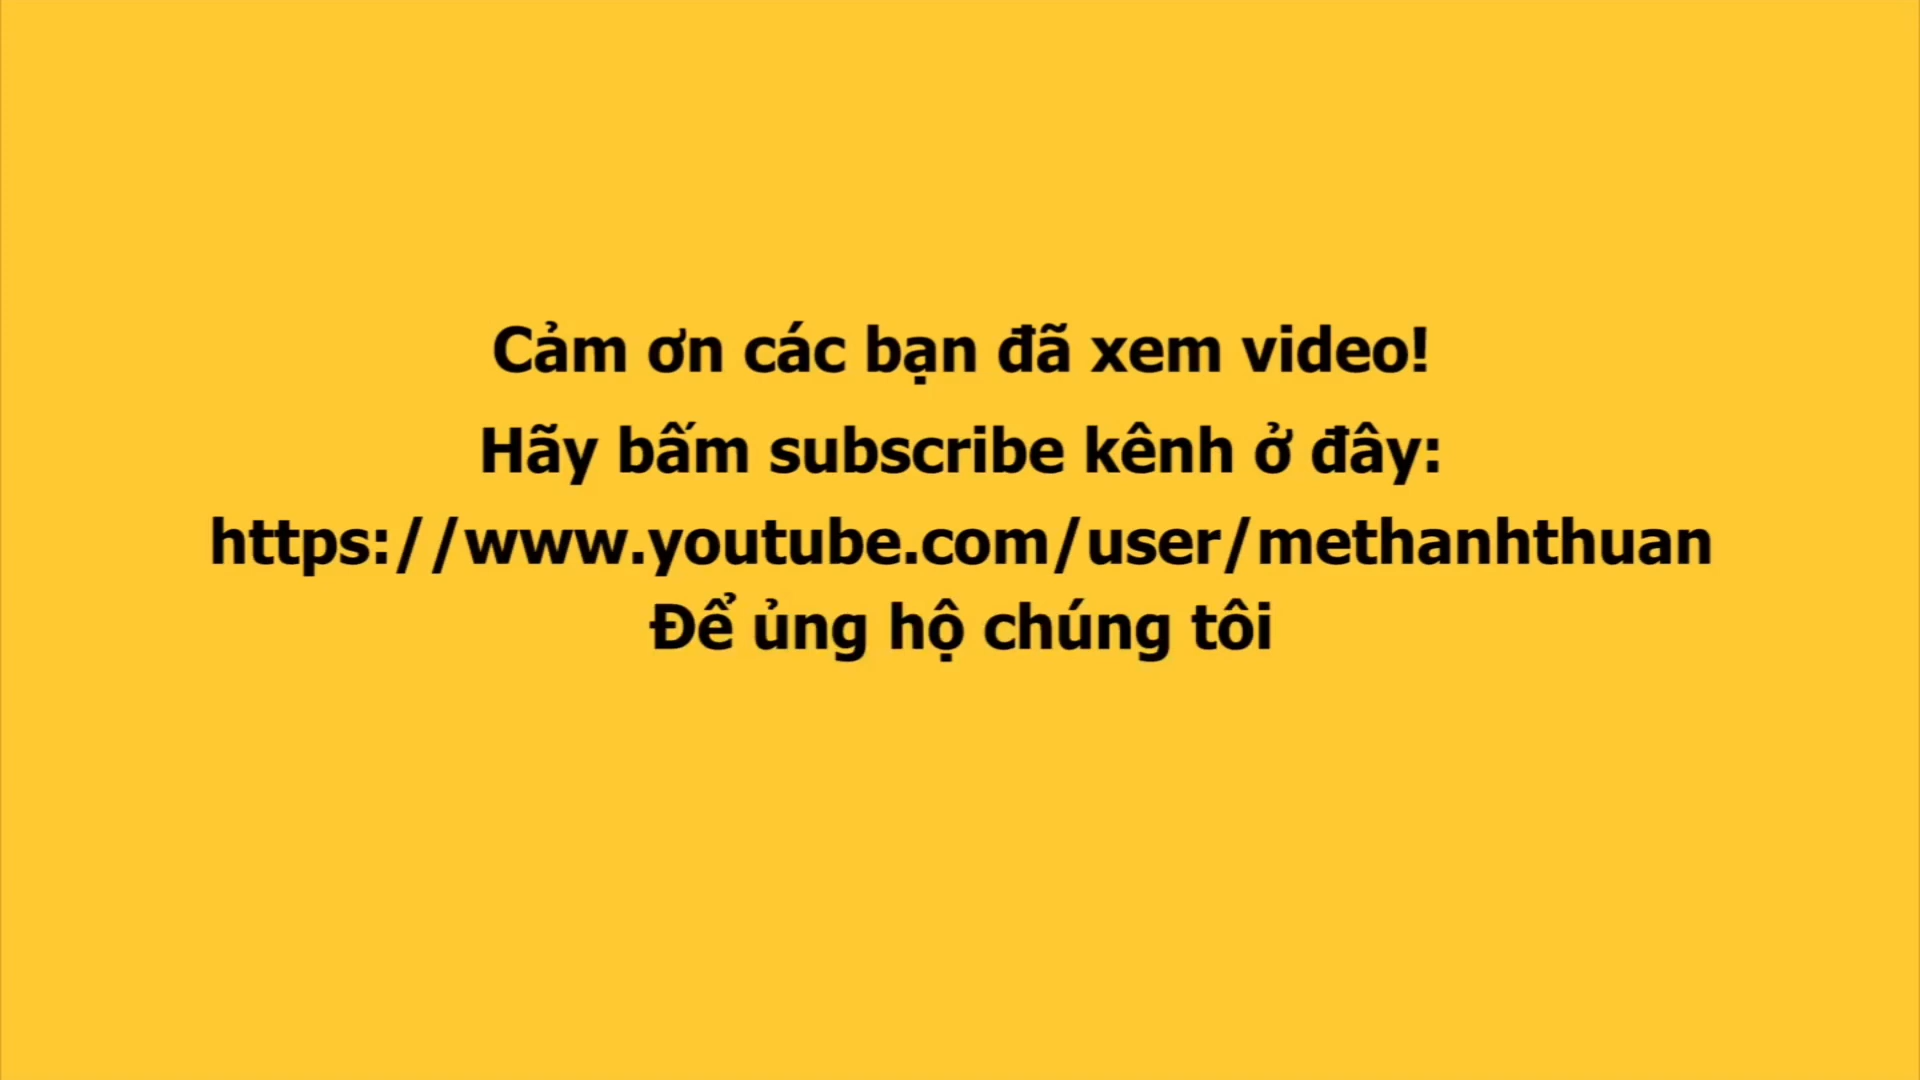 Cảm ơn các bạn đã xem video!
Hãy bấm subscribe kênh ở đây:
https://www.youtube.com/user/methanhthuan
Để ủng hộ chúng tôi